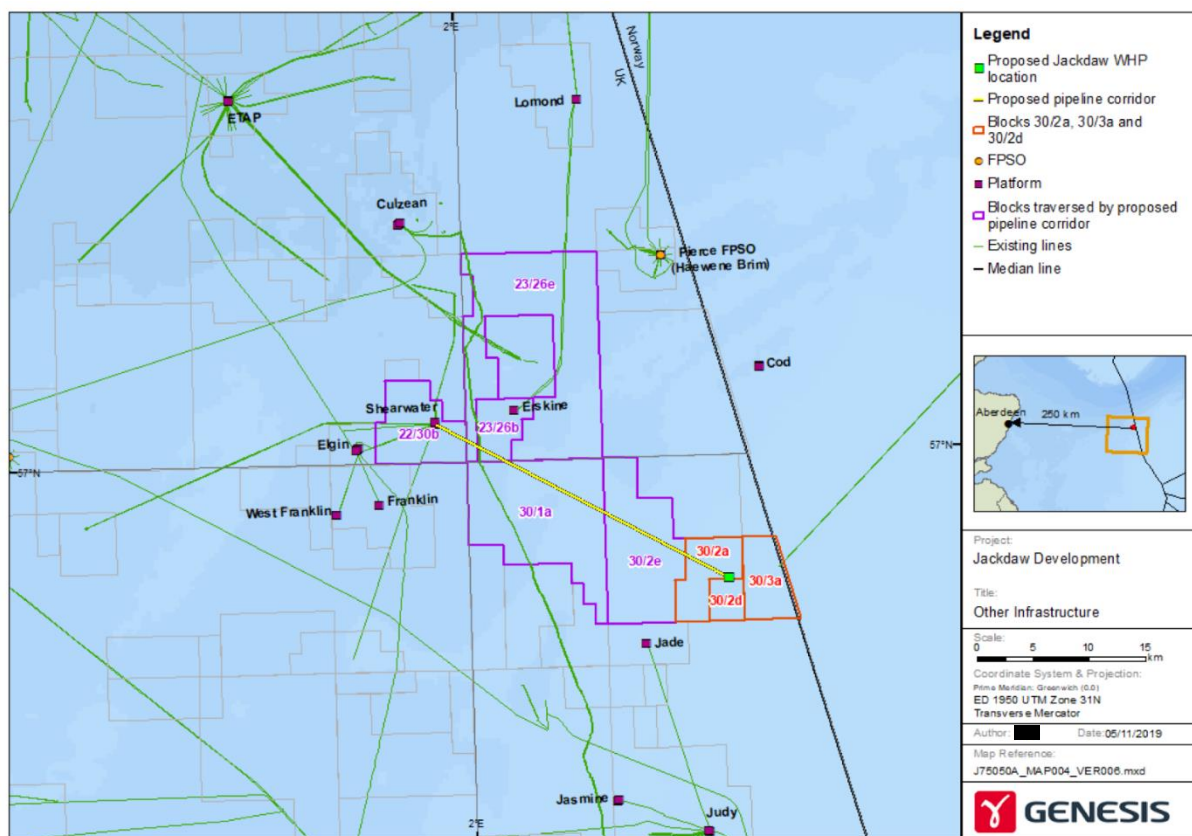 2°E
Norway
UK
Lomond
ETAP
Culzean
Pierce FPSO
(Haewene Brim)
23/26e
Cod
Shearwater
Erskine
22/30b
23/26b
Elgin
57°N
57°N
Franklin
West Franklin
30/1a
30/2e
30/2a
30/3a
30/2d
Jade
Jasmine
Judy
2°E
Legend
Proposed Jackdaw WHP
location
Proposed pipeline corridor
Blocks 30/2a, 30/3a and
30/2d
FPSO
Platform
Blocks traversed by proposed
pipeline corridor
Existing lines
Median line
Aberdeen
250 km
Project:
Jackdaw Development
Title:
Other Infrastructure
Scale:
0 5 10 15
km
Coordinate System & Projection:
Prime Meridian: Greenwich (0.0)
ED 1950 UTM Zone 31N
Transverse Mercator
Author: Date:05/11/2019
Map Reference:
J75050A_MAP004_VER006.mxd
GENESIS